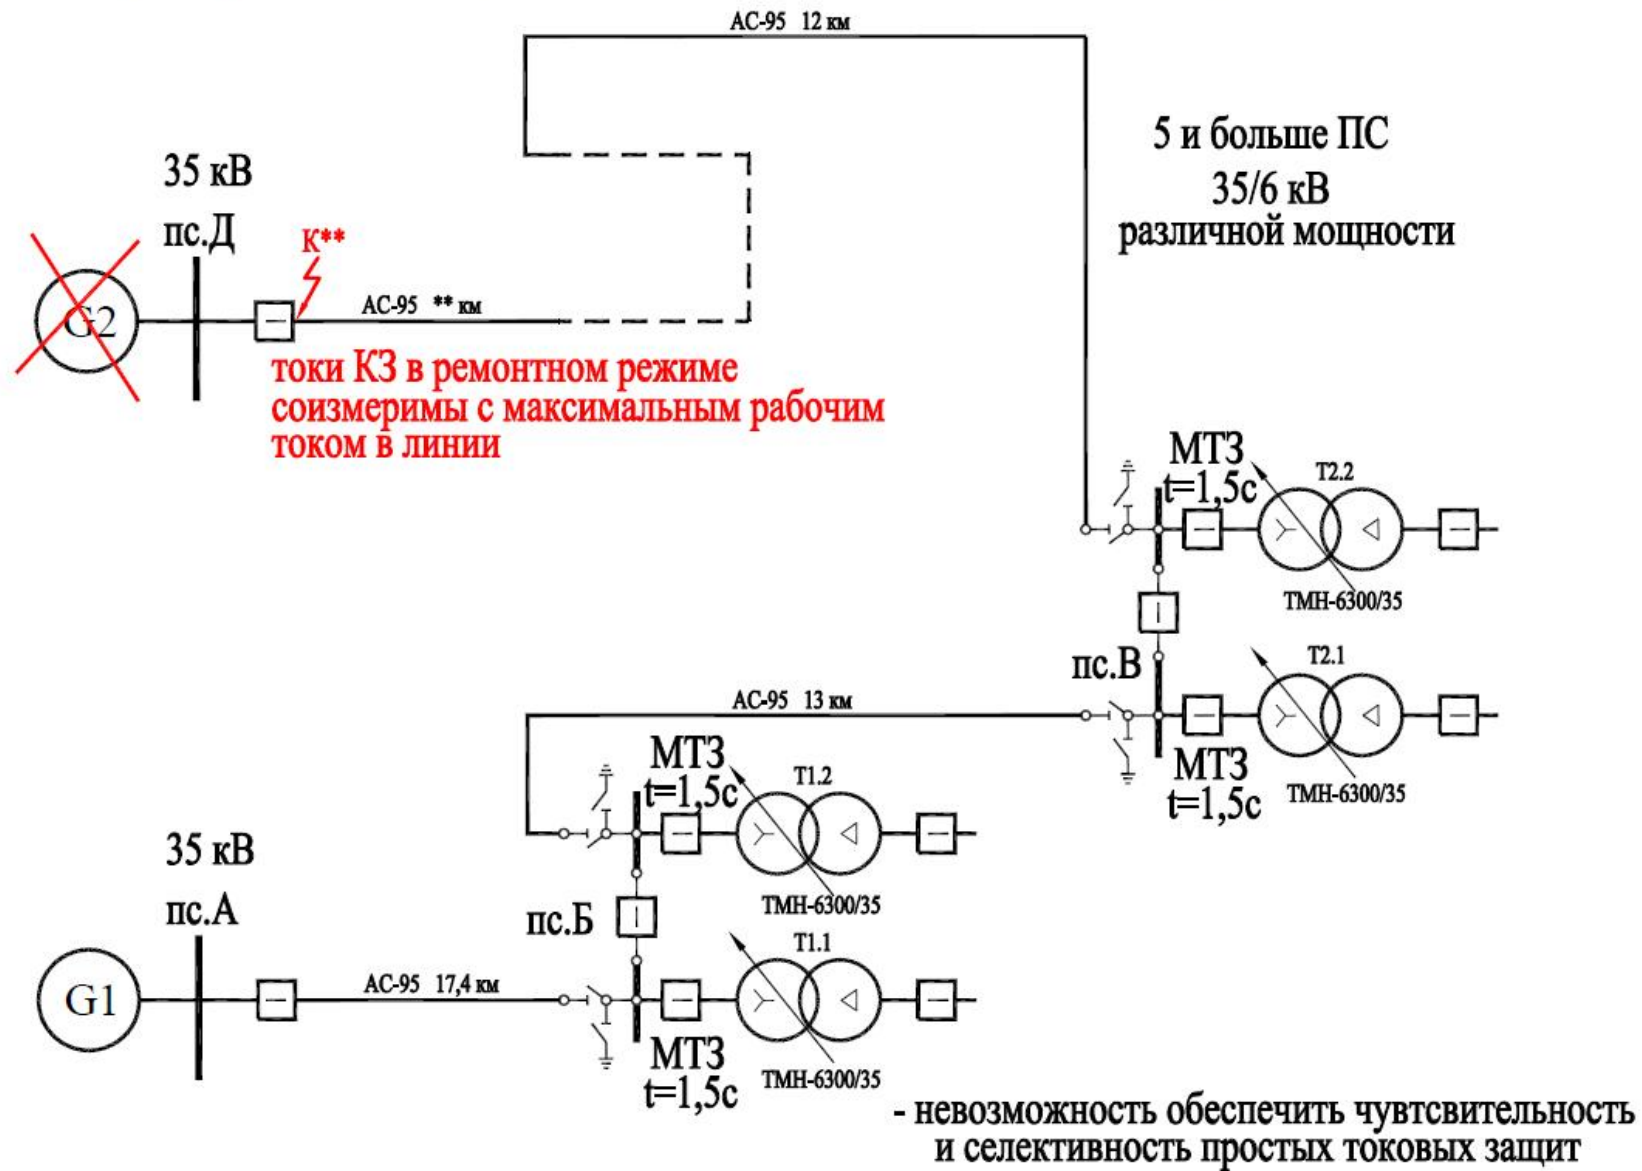 АС-95 12 км
5 и больше ПС
35/6 кВ
различной мощности
35 кВ
пс.Д
К**
G2
АС-95 ** км
токи КЗ в ремонтном режиме
соизмеримы с максимальным рабочим
током в линии
МТЗ
t=1,5с
Т2.2
ТМН-6300/35
пс.В
Т2.1
АС-95 13 км
МТЗ
t=1,5с
ТМН-6300/35
МТЗ
t=1,5с
Т1.2
ТМН-6300/35
35 кВ
пс.А
пс.Б
Т1.1
G1
АС-95 17,4 км
МТЗ
t=1,5с
ТМН-6300/35
- невозможность обеспечить чувтсвительность
и селективность простых токовых защит